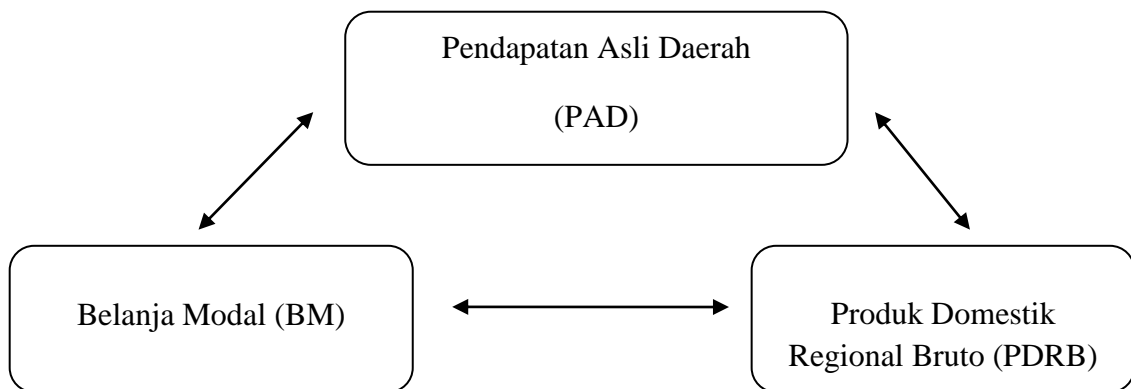 Pendapatan Asli Daerah
(PAD)
Belanja Modal (BM)
Produk Domestik
Regional Bruto (PDRB)